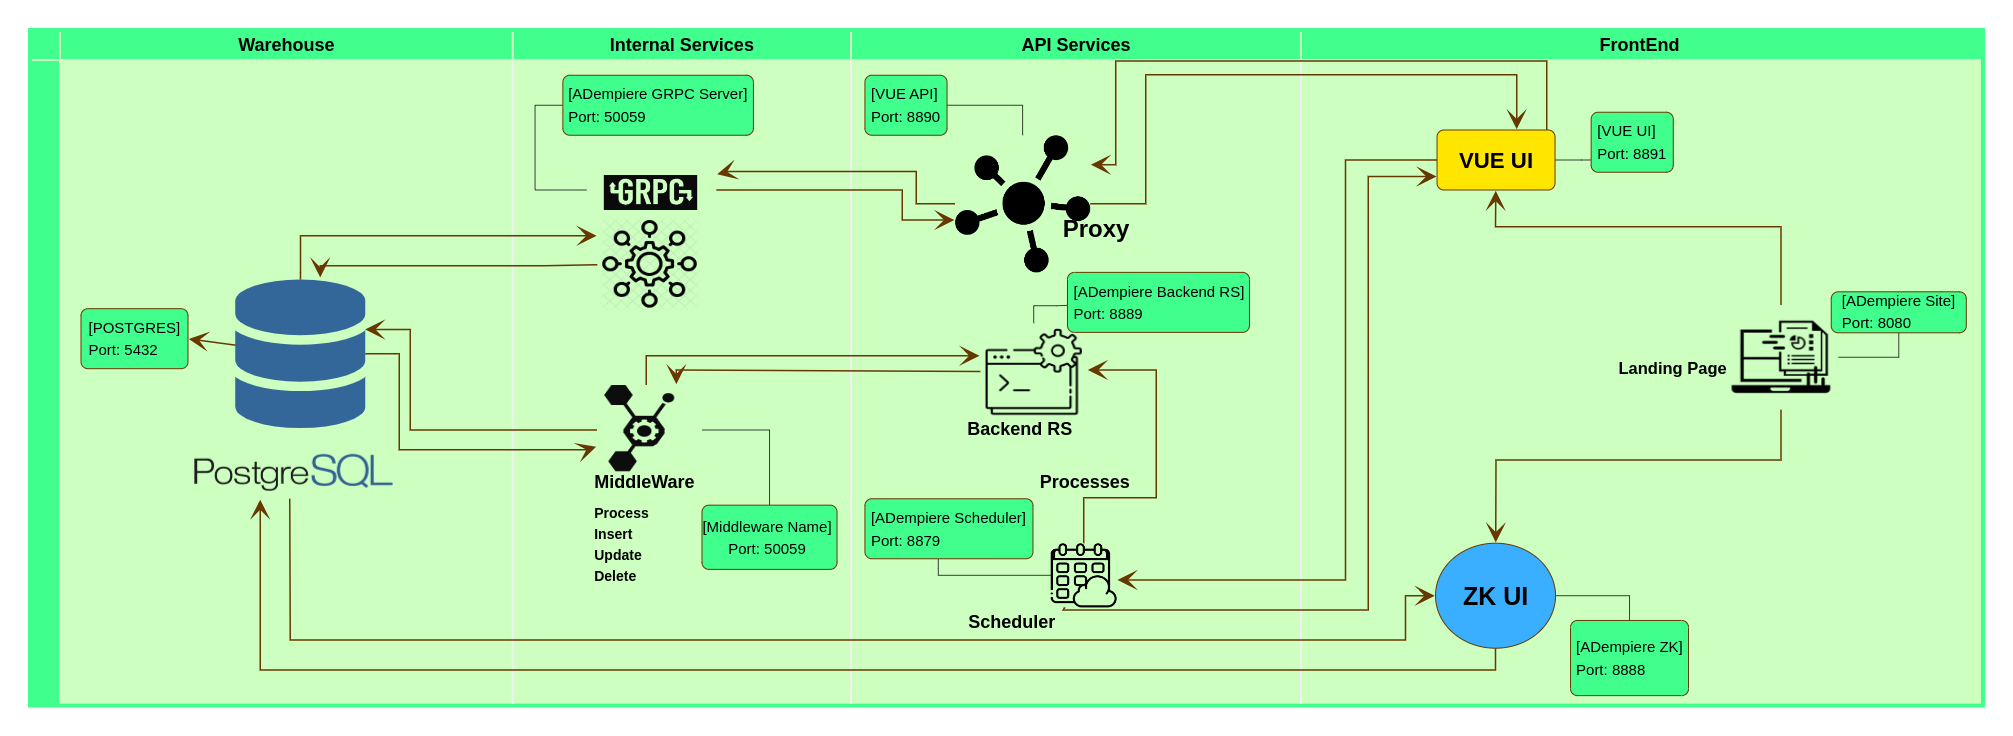 Warehouse
Internal Services
API Services
FrontEnd
[ADempiere GRPC Server]
Port: 50059
[VUE API]
Port: 8890
[VUE UI]
Port: 8891
VUE UI
GRPC
Proxy
[ADempiere Backend RS]
Port: 8889
[POSTGRES]
Port: 5432
[ADempiere Site]
Port: 8080
Landing Page
Backend RS
PostgreSQL
MiddleWare
Process
Insert
Update
Delete
[Middleware Name]
Port: 50059
Processes
[ADempiere Scheduler]
Port: 8879
Scheduler
ZK UI
[ADempiere ZK]
Port: 8888